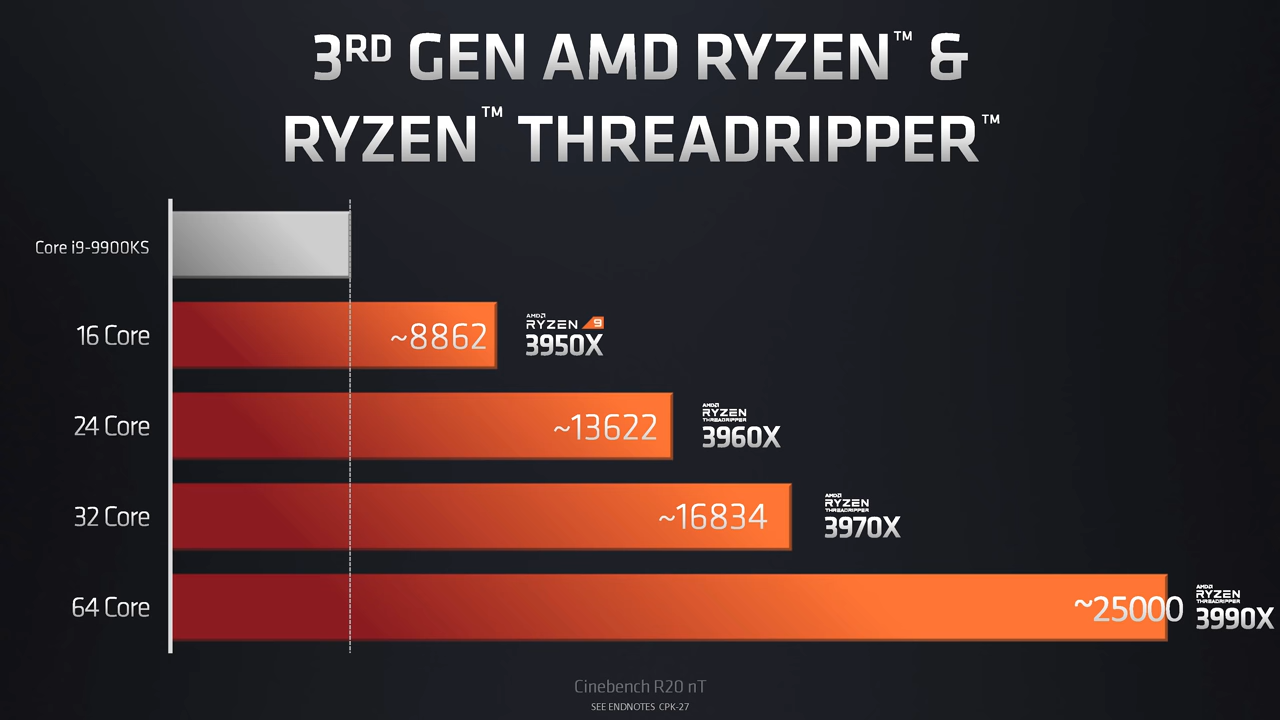 3RD GEN AMD RYZEN™ &
RYZEN™ THREADRIPPER™
Core i9-9900KS
16 Core
~8862
AMD
RYZEN 9
3950X
24 Core
~13622
AMD
RYZEN
THREADRIPPER
3960X
32 Core
~16834
AMD
RYZEN
THREADRIPPER
3970X
64 Core
~25000
AMD
RYZEN
THREADRIPPER
3990X
Cinebench R20 nT
SEE ENDNOTES CPK-27